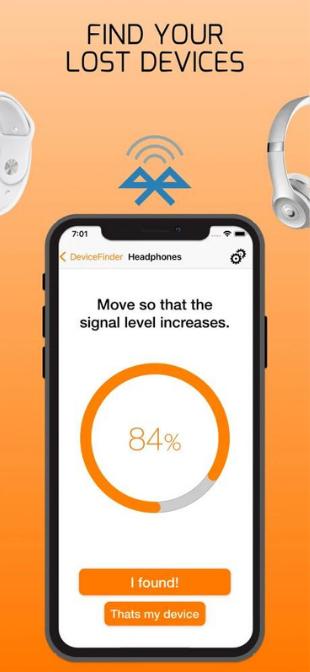 FIND YOUR
LOST DEVICES
7:01
DeviceFinder Headphones
Move so that the
signal level increases.
84%
I found!
Thats my device